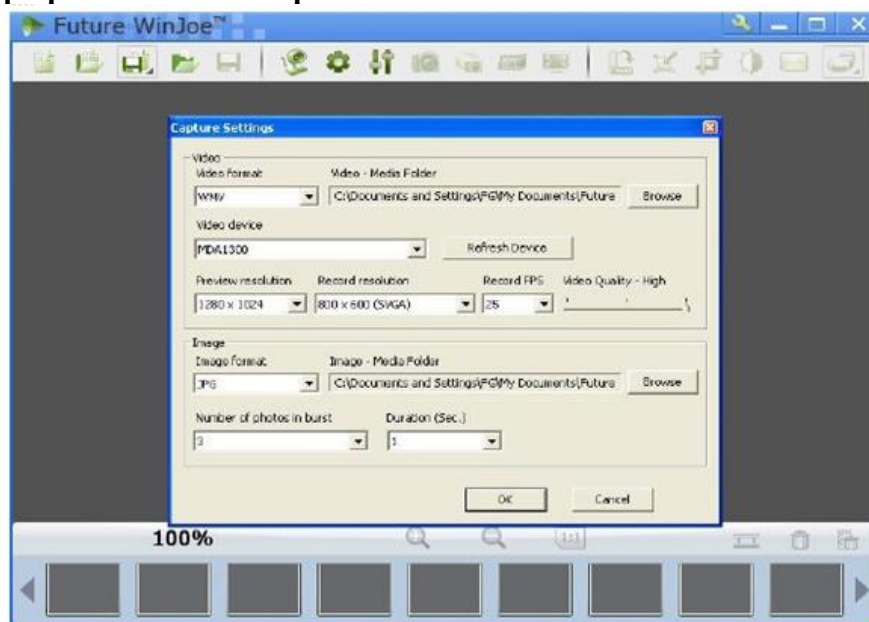 Future WinJoe™
Capture Settings
Video
Video format
Video - Media Folder
WMV
C:\Documents and Settings\FG\My Documents\Future
Browse
Video device
MDA1300
Refresh Device
Preview resolution
Record resolution
Record FPS
Video Quality - High
1280 x 1024
800 x 600 (SVGA)
25
Image
Image format
Image - Media Folder
JPG
C:\Documents and Settings\FG\My Documents\Future
Browse
Number of photos in burst
Duration (Sec.)
3
1
OK
Cancel
100%
1:1